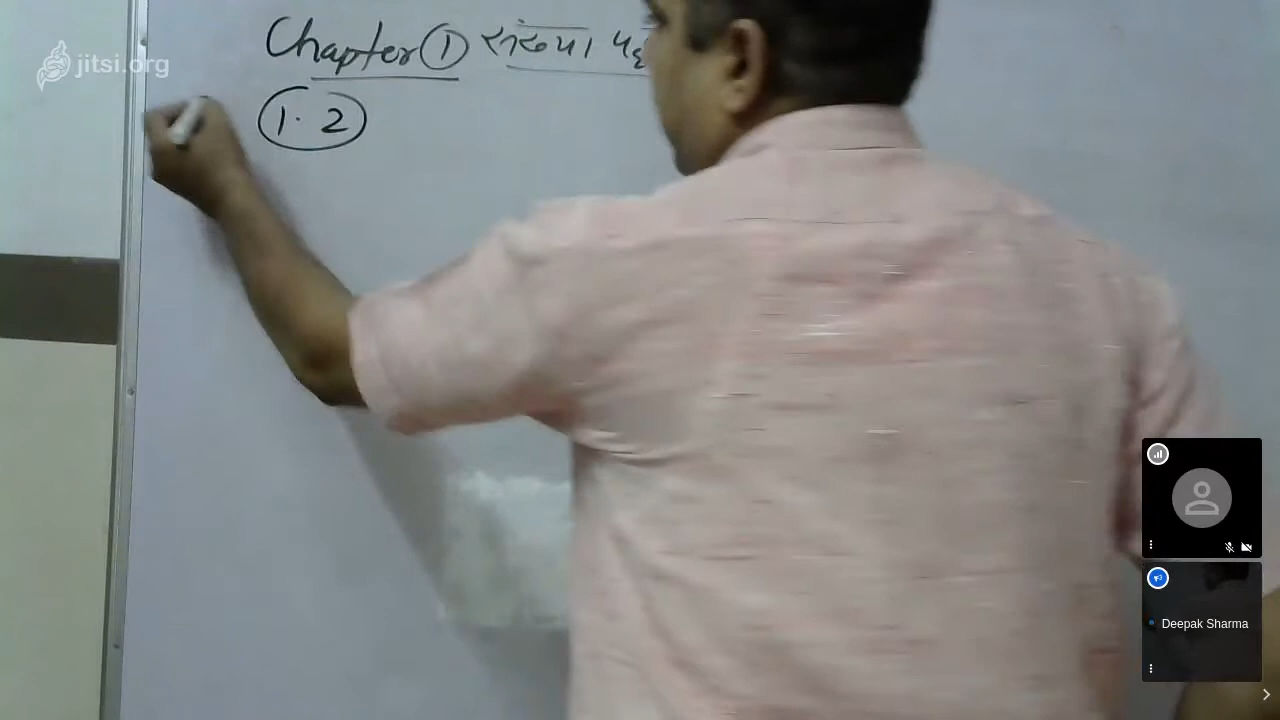 jitsi.org
Chapter ① संख्या
1.2
Deepak Sharma